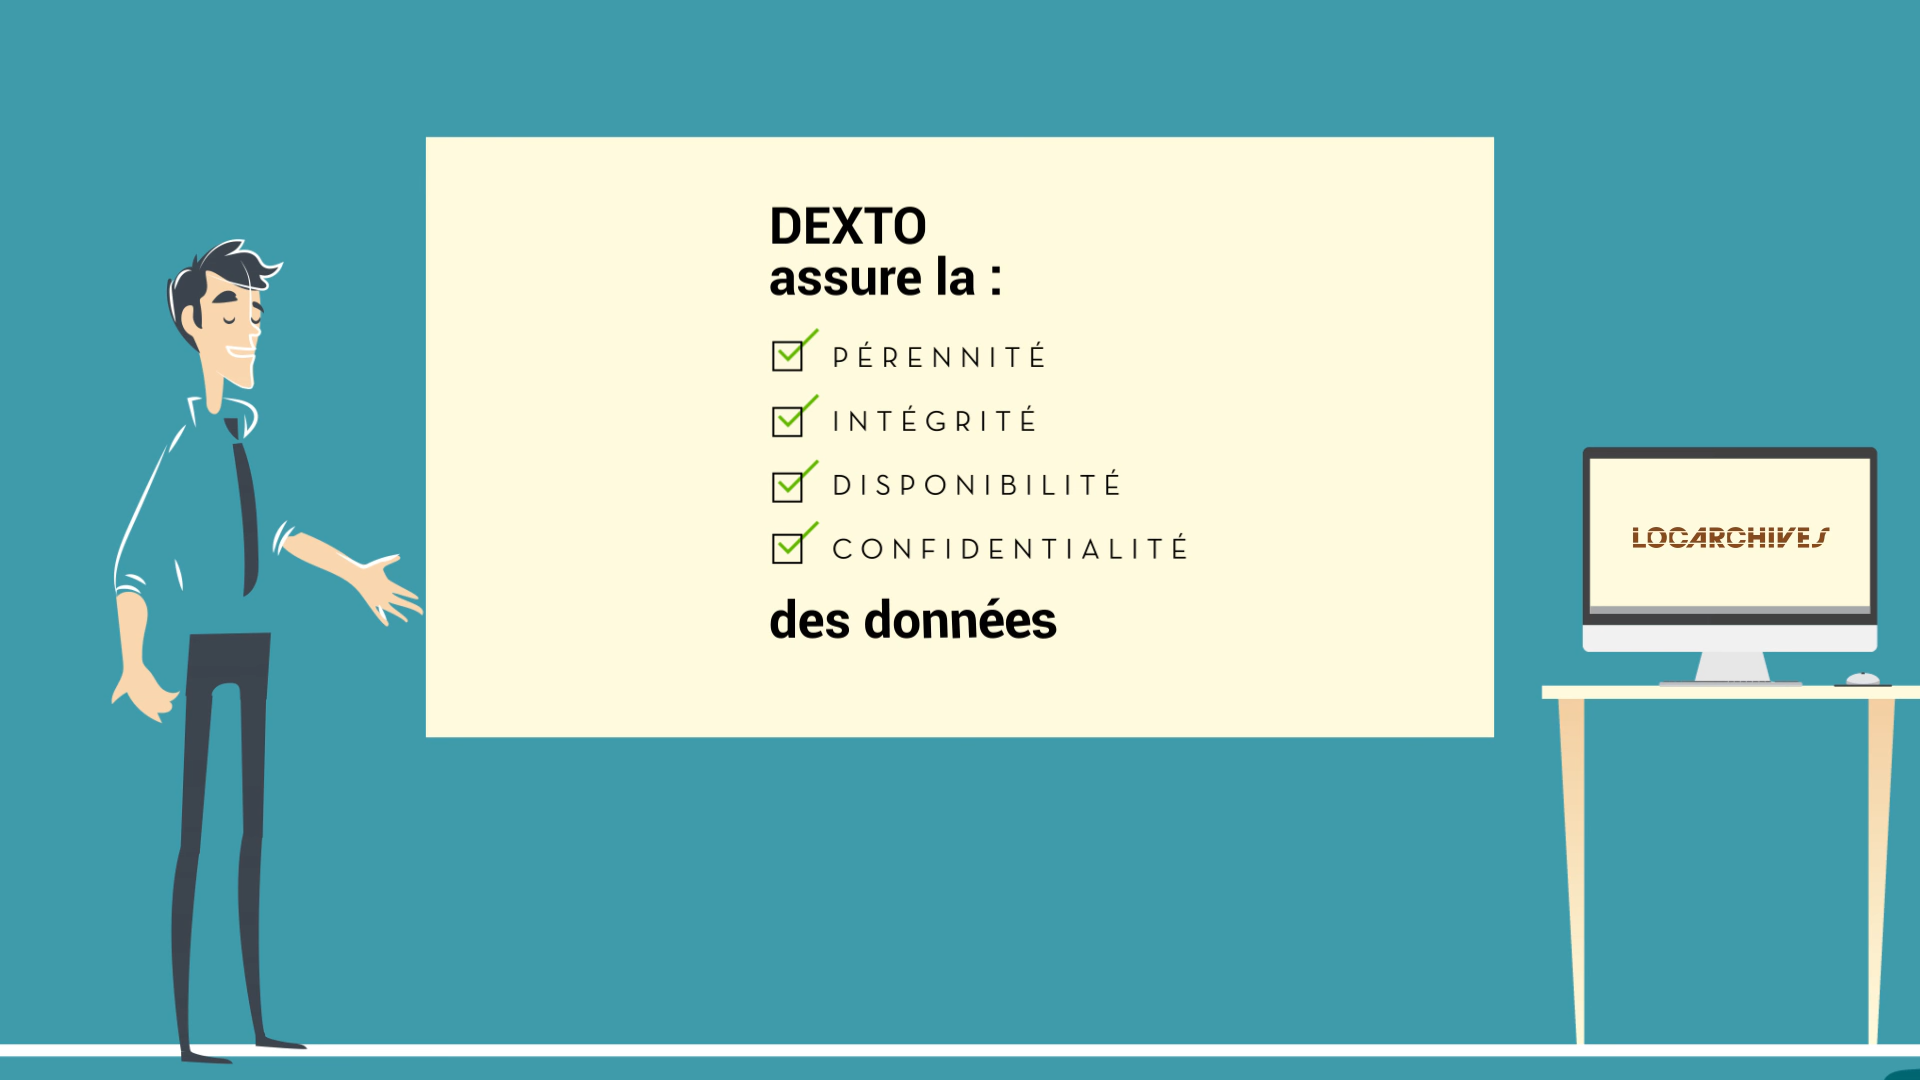 DEXTO
assure la :
PÉRENNITÉ
INTÉGRITÉ
DISPONIBILITÉ
CONFIDENTIALITÉ
des données
LOCARCHIVES